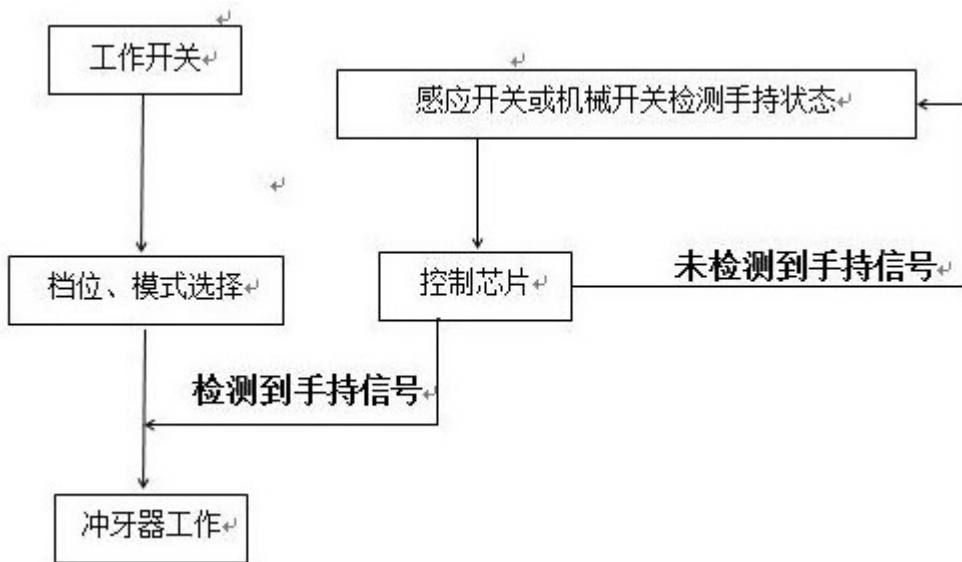 工作开关
感应开关或机械开关检测手持状态
档位、模式选择
控制芯片
未检测到手持信号
检测到手持信号
冲牙器工作